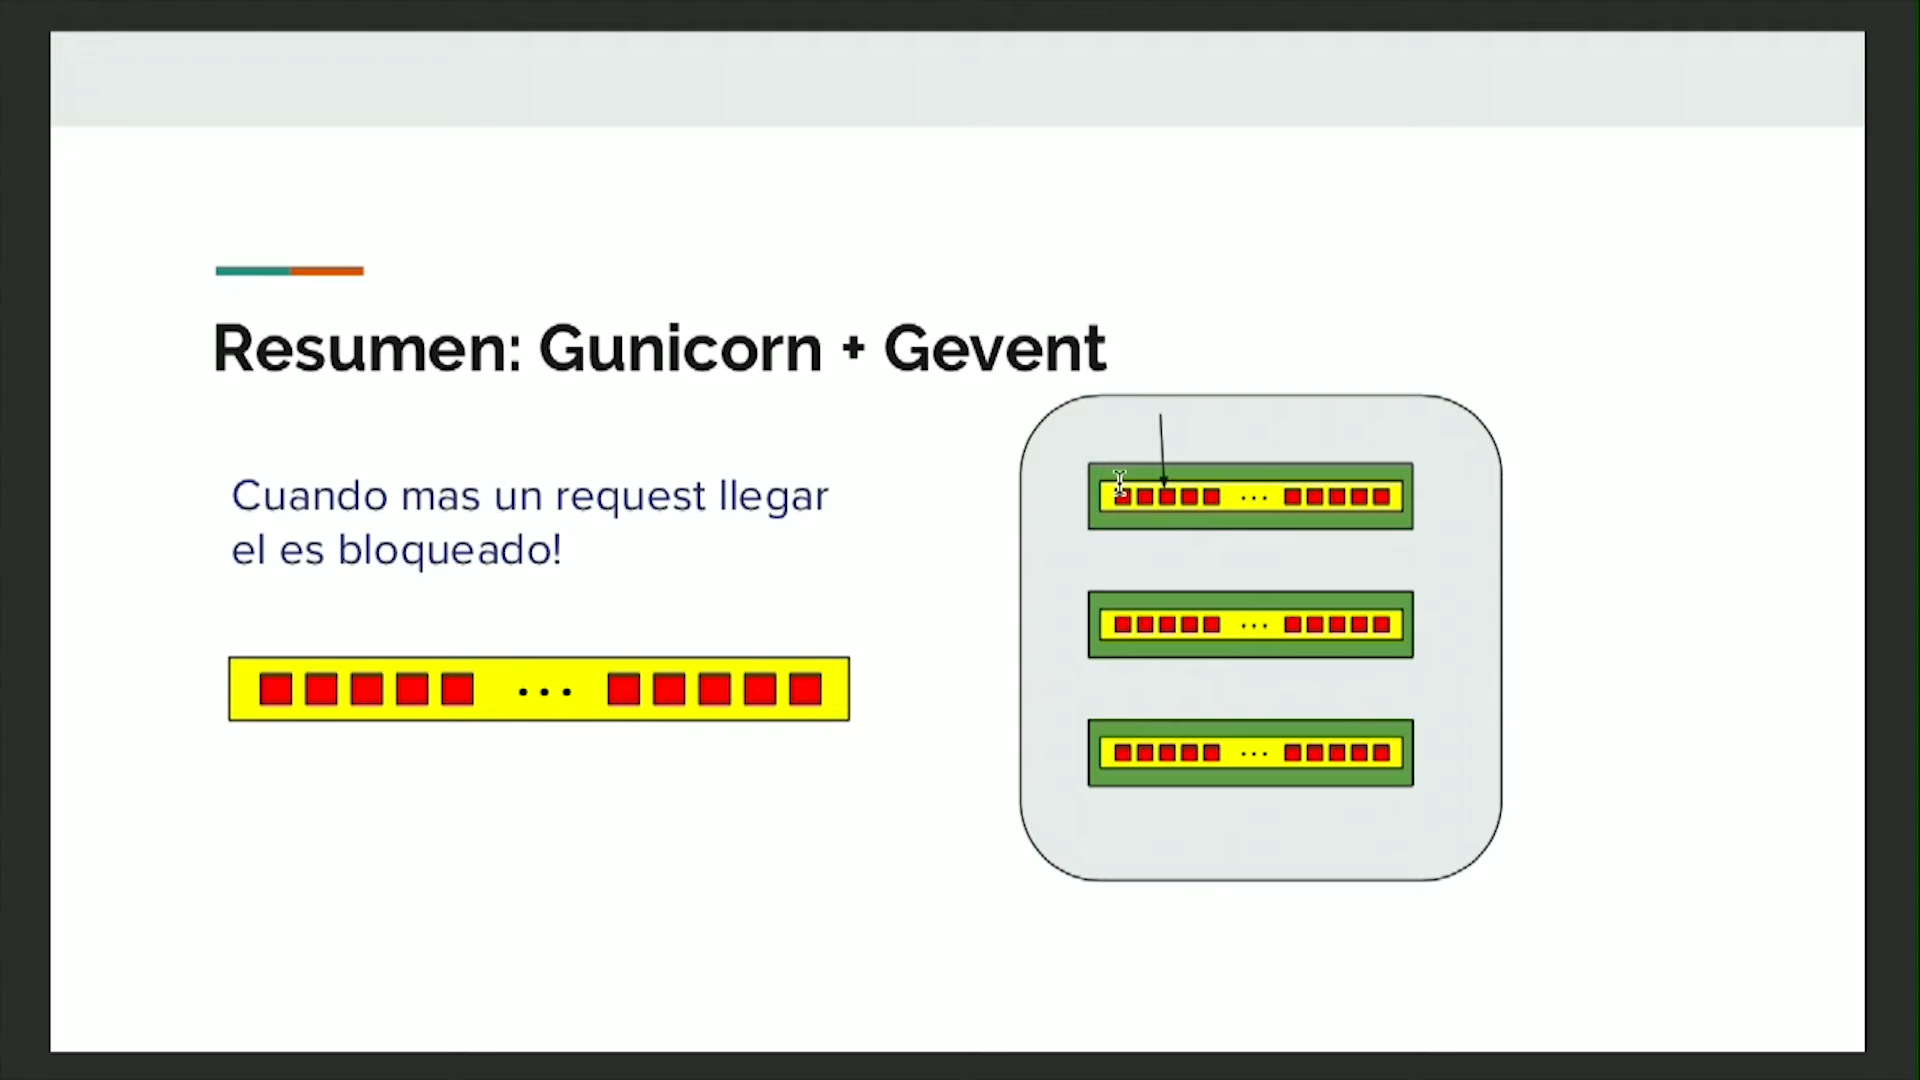 Resumen: Gunicorn + Gevent
Cuando mas un request llegar
el es bloqueado!